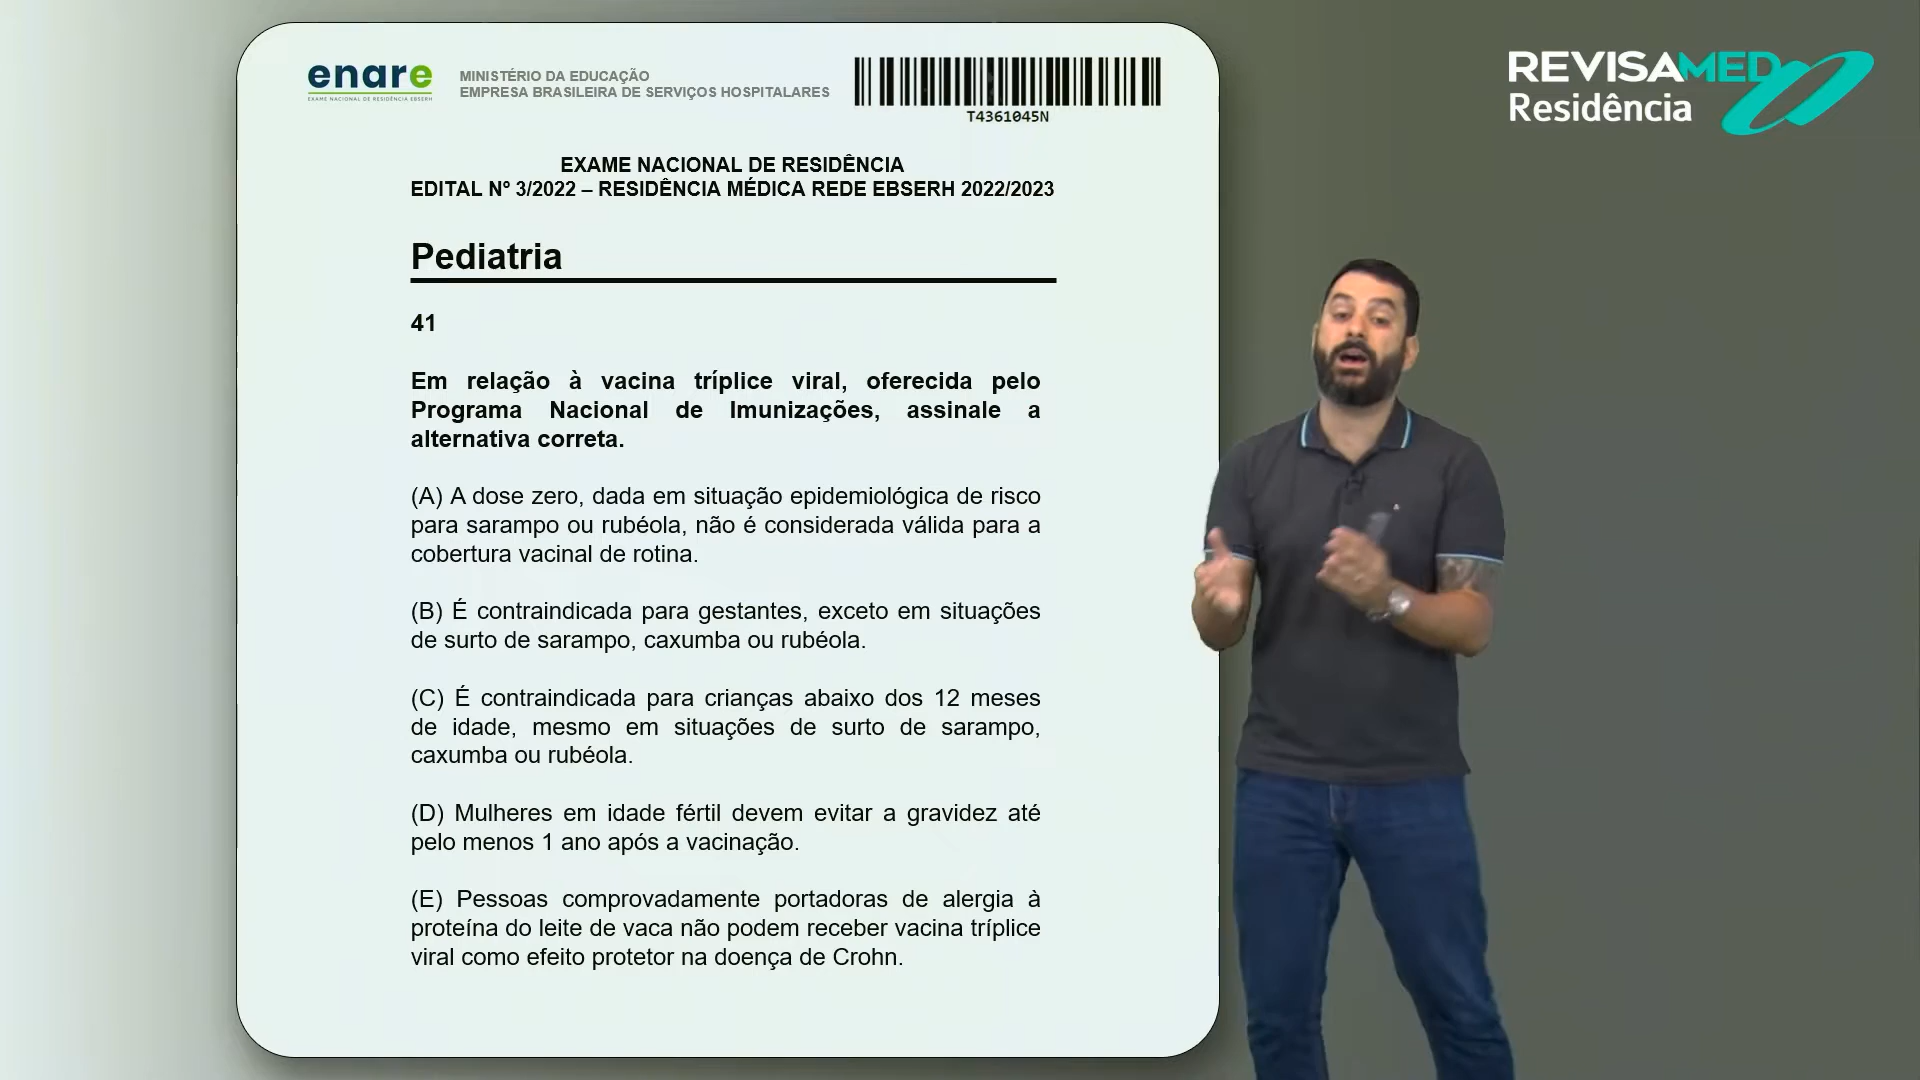 enare
EXAME NACIONAL DE RESIDÊNCIA EBSERH
MINISTÉRIO DA EDUCAÇÃO
EMPRESA BRASILEIRA DE SERVIÇOS HOSPITALARES
T4361045N
REVISAMED
Residência
EXAME NACIONAL DE RESIDÊNCIA
EDITAL Nº 3/2022 – RESIDÊNCIA MÉDICA REDE EBSERH 2022/2023
Pediatria
41
Em relação à vacina tríplice viral, oferecida pelo
Programa Nacional de Imunizações, assinale a
alternativa correta.
(A) A dose zero, dada em situação epidemiológica de risco
para sarampo ou rubéola, não é considerada válida para a
cobertura vacinal de rotina.
(B) É contraindicada para gestantes, exceto em situações
de surto de sarampo, caxumba ou rubéola.
(C) É contraindicada para crianças abaixo dos 12 meses
de idade, mesmo em situações de surto de sarampo,
caxumba ou rubéola.
(D) Mulheres em idade fértil devem evitar a gravidez até
pelo menos 1 ano após a vacinação.
(E) Pessoas comprovadamente portadoras de alergia à
proteína do leite de vaca não podem receber vacina tríplice
viral como efeito protetor na doença de Crohn.